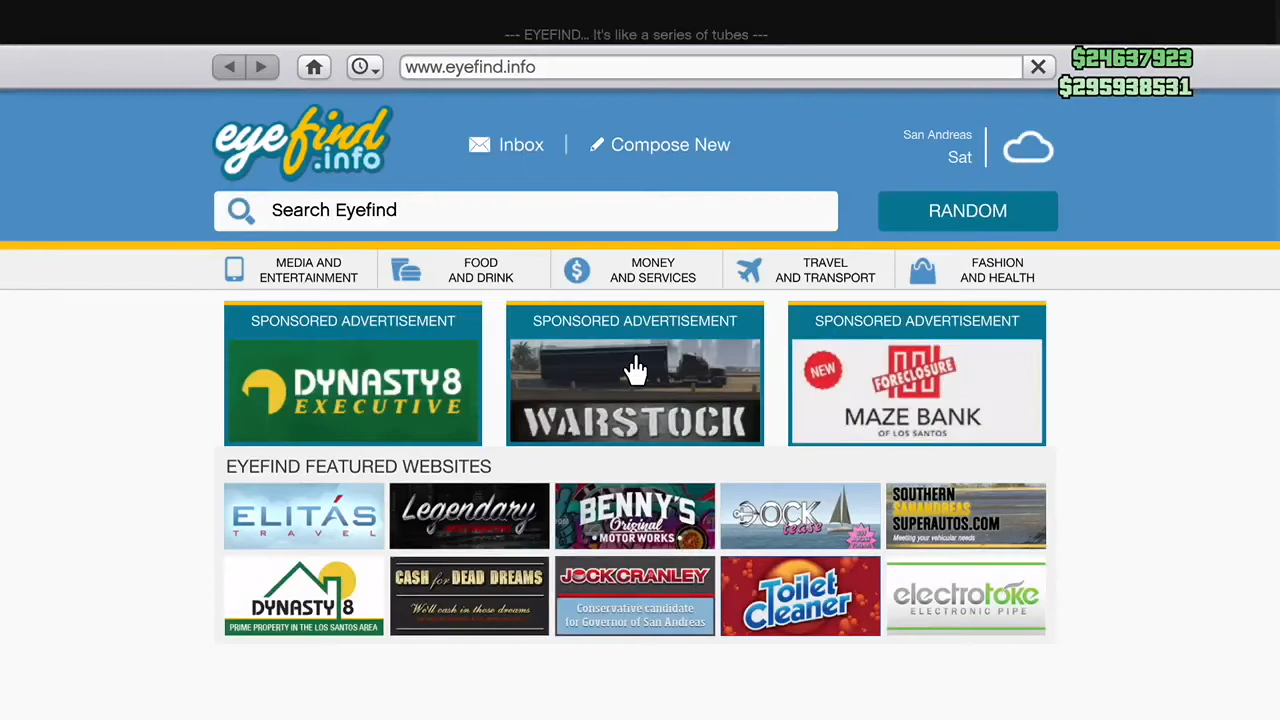 --- EYEFIND... It's like a series of tubes ---
www.eyefind.info
$24637923
$295938531
eyefind
.info
Inbox
Compose New
San Andreas
Sat
Search Eyefind
RANDOM
MEDIA AND
ENTERTAINMENT
FOOD
AND DRINK
MONEY
AND SERVICES
TRAVEL
AND TRANSPORT
FASHION
AND HEALTH
SPONSORED ADVERTISEMENT
DYNASTY 8
EXECUTIVE
SPONSORED ADVERTISEMENT
WARSTOCK
SPONSORED ADVERTISEMENT
NEW
FORECLOSURE
MAZE BANK
OF LOS SANTOS
EYEFIND FEATURED WEBSITES
ELITÁS
TRAVEL
Legendary
BENNY'S
Original
MOTOR WORKS
DOCK
tease
SOUTHERN
SANANDREAS
SUPERAUTOS.COM
Meeting your vehicular needs
DYNASTY 8
PRIME PROPERTY IN THE LOS SANTOS AREA
CASH for DEAD DREAMS
We'll cash in those dreams
JOCK CRANLEY
Conservative candidate
for Governor of San Andreas
Toilet
Cleaner
electrotoke
ELECTRONIC PIPE